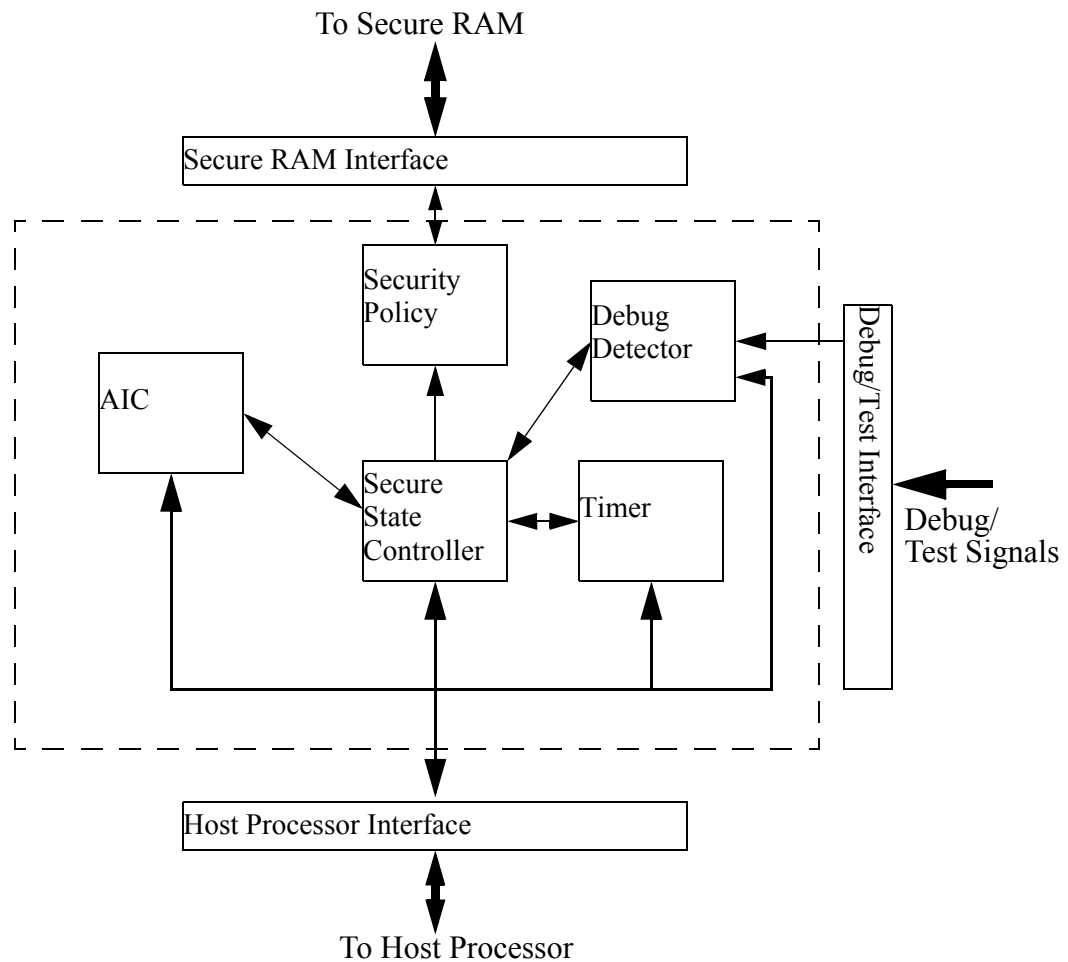 To Secure RAM
Secure RAM Interface
Security
Policy
Debug
Detector
Debug/Test Interface
AIC
Secure
State
Controller
Timer
Debug/
Test Signals
Host Processor Interface
To Host Processor